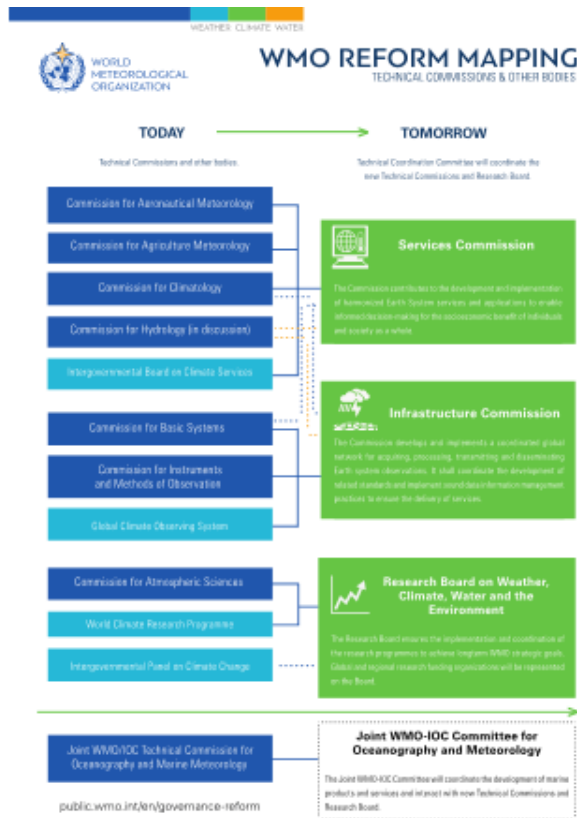 WEATHER CLIMATE WATER
WORLD
METEOROLOGICAL
ORGANIZATION
WMO REFORM MAPPING
TECHNICAL COMMISSIONS & OTHER BODIES
TODAY
TOMORROW
Technical Commissions and other bodies.
Technical Coordination Committee will coordinate the
new Technical Commissions and Research Board.
Commission for Aeronautical Meteorology
Commission for Agriculture Meteorology
Commission for Climatology
Commission for Hydrology (in discussion)
Intergovernmental Board on Climate Services
Services Commission
The Commission contributes to the development and implementation
of harmonized Earth System services and applications to enable
informed decision-making for the socioeconomic benefit of individuals
and society as a whole.
Commission for Basic Systems
Commission for Instruments
and Methods of Observation
Global Climate Observing System
Infrastructure Commission
The Commission develops and implements a coordinated global
network for acquiring, processing, transmitting and disseminating
Earth system observations. It shall coordinate the development of
related standards and implement sound data information management
practices to ensure the delivery of services.
Commission for Atmospheric Sciences
World Climate Research Programme
Intergovernmental Panel on Climate Change
Research Board on Weather,
Climate, Water and the
Environment
The Research Board ensures the implementation and coordination of
the research programmes to achieve longterm WMO strategic goals.
Global and regional research funding organizations will be represented
on the Board.
Joint WMO/IOC Technical Commission for
Oceanography and Marine Meteorology
Joint WMO-IOC Committee for
Oceanography and Meteorology
The Joint WMO-IOC Committee will coordinate the development of marine
products and services and interact with new Technical Commissions and
Research Board.
public.wmo.int/en/governance-reform